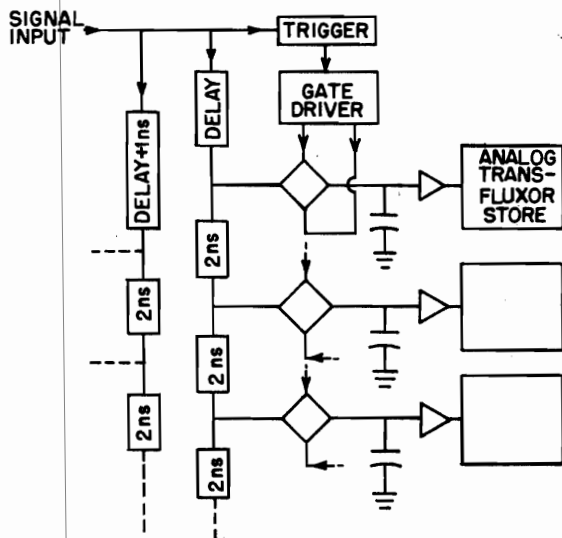 SIGNAL
INPUT
TRIGGER
GATE
DRIVER
DELAY
DELAY+1ns
ANALOG
TRANS-
FLUXOR
STORE
2ns
2ns
2ns
2ns
2ns